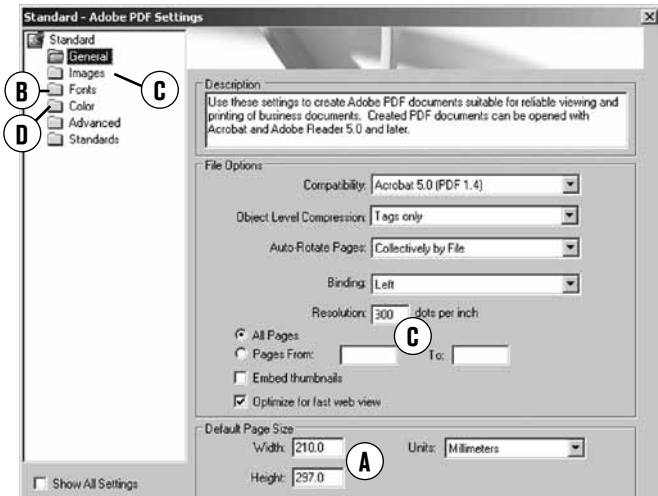 Standard - Adobe PDF Settings
Standard
General
Images
C
B
Fonts
D
Color
Advanced
Standards
Show All Settings
Description
Use these settings to create Adobe PDF documents suitable for reliable viewing and
printing of business documents. Created PDF documents can be opened with
Acrobat and Adobe Reader 5.0 and later.
File Options
Compatibility: Acrobat 5.0 (PDF 1.4)
Object Level Compression: Tags only
Auto-Rotate Pages: Collectively by File
Binding: Left
Resolution: 300 dots per inch
All Pages
C
Pages From: To:
Embed thumbnails
Optimize for fast web view
Default Page Size
Width: 210.0 Units: Millimeters
A
Height: 297.0